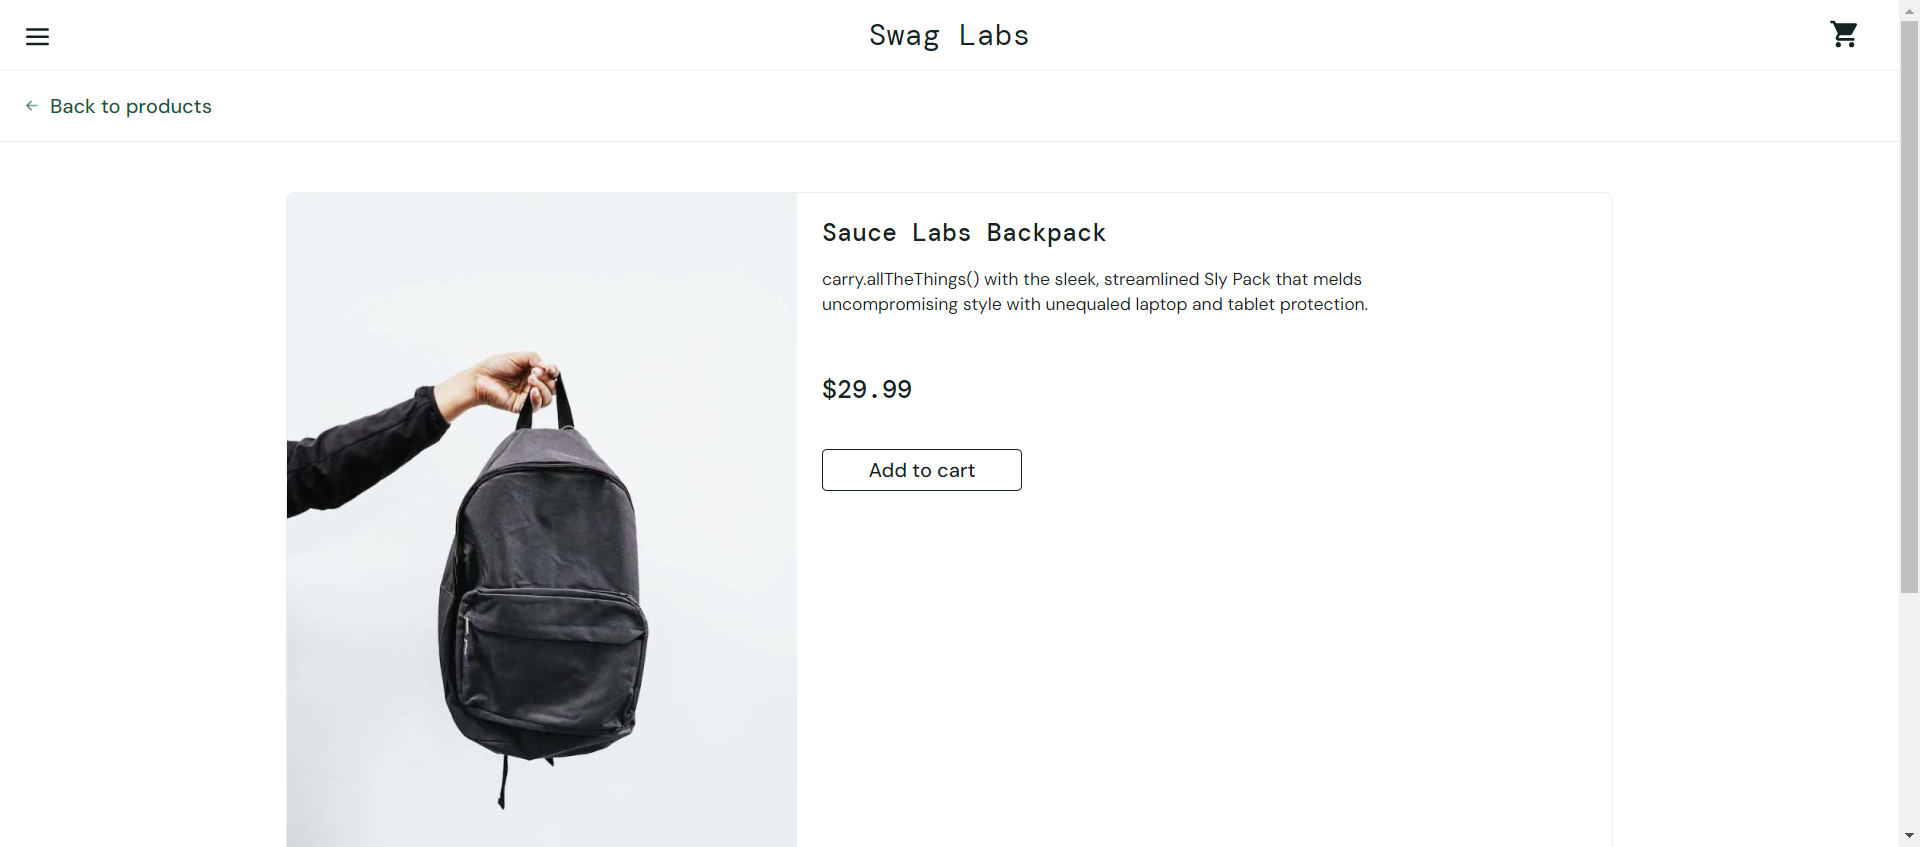 Swag Labs
Back to products
Sauce Labs Backpack
carry.allTheThings() with the sleek, streamlined Sly Pack that melds
uncompromising style with unequaled laptop and tablet protection.
$29.99
Add to cart